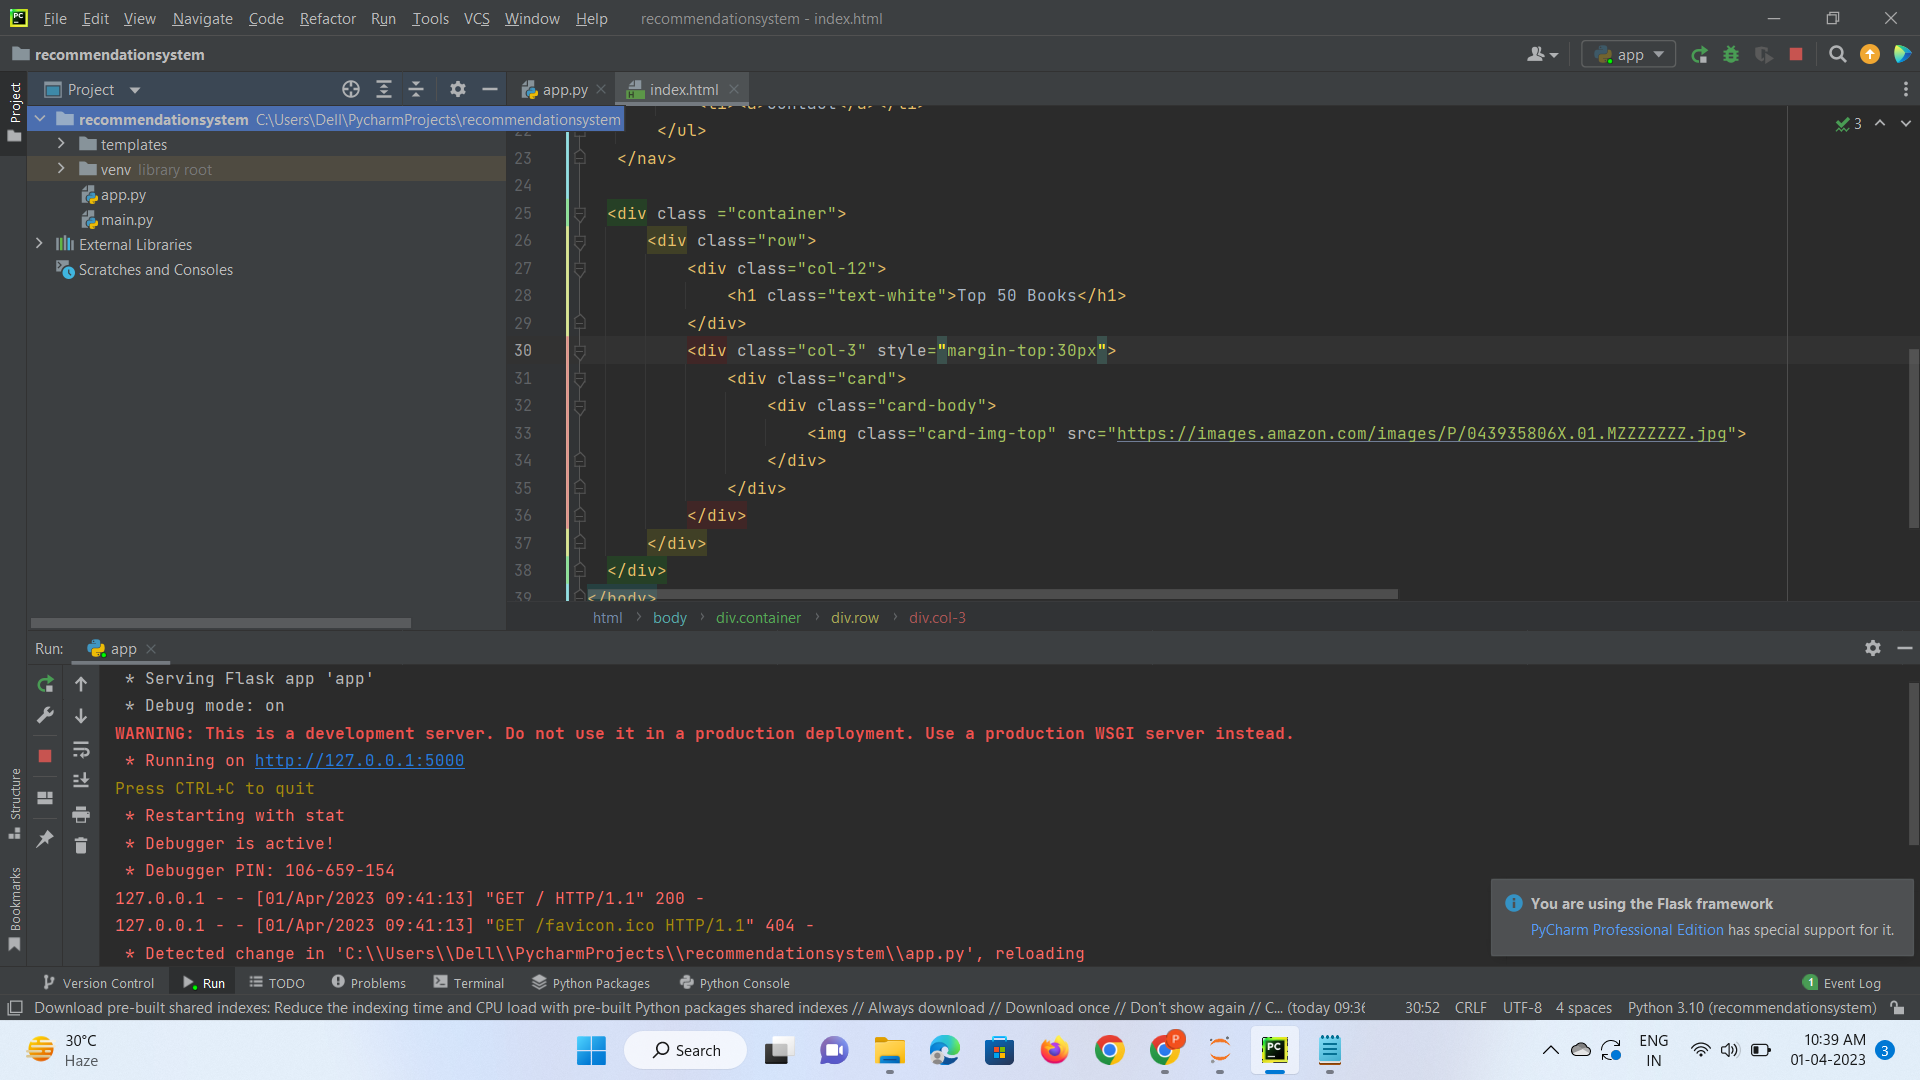 File Edit View Navigate Code Refactor Run Tools VCS Window Help recommendationsystem - index.html
recommendationsystem
app
Project
Project
app.py
index.html
recommendationsystem C:\Users\Dell\PycharmProjects\recommendationsystem
templates
venv library root
app.py
main.py
External Libraries
Scratches and Consoles
3
22 </ul>
23 </nav>
24
25 <div class ="container">
26 <div class="row">
27 <div class="col-12">
28 <h1 class="text-white">Top 50 Books</h1>
29 </div>
30 <div class="col-3" style="margin-top:30px">
31 <div class="card">
32 <div class="card-body">
33 <img class="card-img-top" src="https://images.amazon.com/images/P/043935806X.01.MZZZZZZZ.jpg">
34 </div>
35 </div>
36 </div>
37 </div>
38 </div>
39 </body>
html body div.container div.row div.col-3
Run: app
* Serving Flask app 'app'
* Debug mode: on
WARNING: This is a development server. Do not use it in a production deployment. Use a production WSGI server instead.
* Running on http://127.0.0.1:5000
Press CTRL+C to quit
* Restarting with stat
* Debugger is active!
* Debugger PIN: 106-659-154
127.0.0.1 - - [01/Apr/2023 09:41:13] "GET / HTTP/1.1" 200 -
127.0.0.1 - - [01/Apr/2023 09:41:13] "GET /favicon.ico HTTP/1.1" 404 -
* Detected change in 'C:\\Users\\Dell\\PycharmProjects\\recommendationsystem\\app.py', reloading
Structure
Bookmarks
You are using the Flask framework
PyCharm Professional Edition has special support for it.
Version Control Run TODO Problems Terminal Python Packages Python Console 1 Event Log
Download pre-built shared indexes: Reduce the indexing time and CPU load with pre-built Python packages shared indexes // Always download // Download once // Don't show again // C... (today 09:36 30:52 CRLF UTF-8 4 spaces Python 3.10 (recommendationsystem)
30°C
Haze
Search
P
PC
ENG
IN
10:39 AM
01-04-2023
3